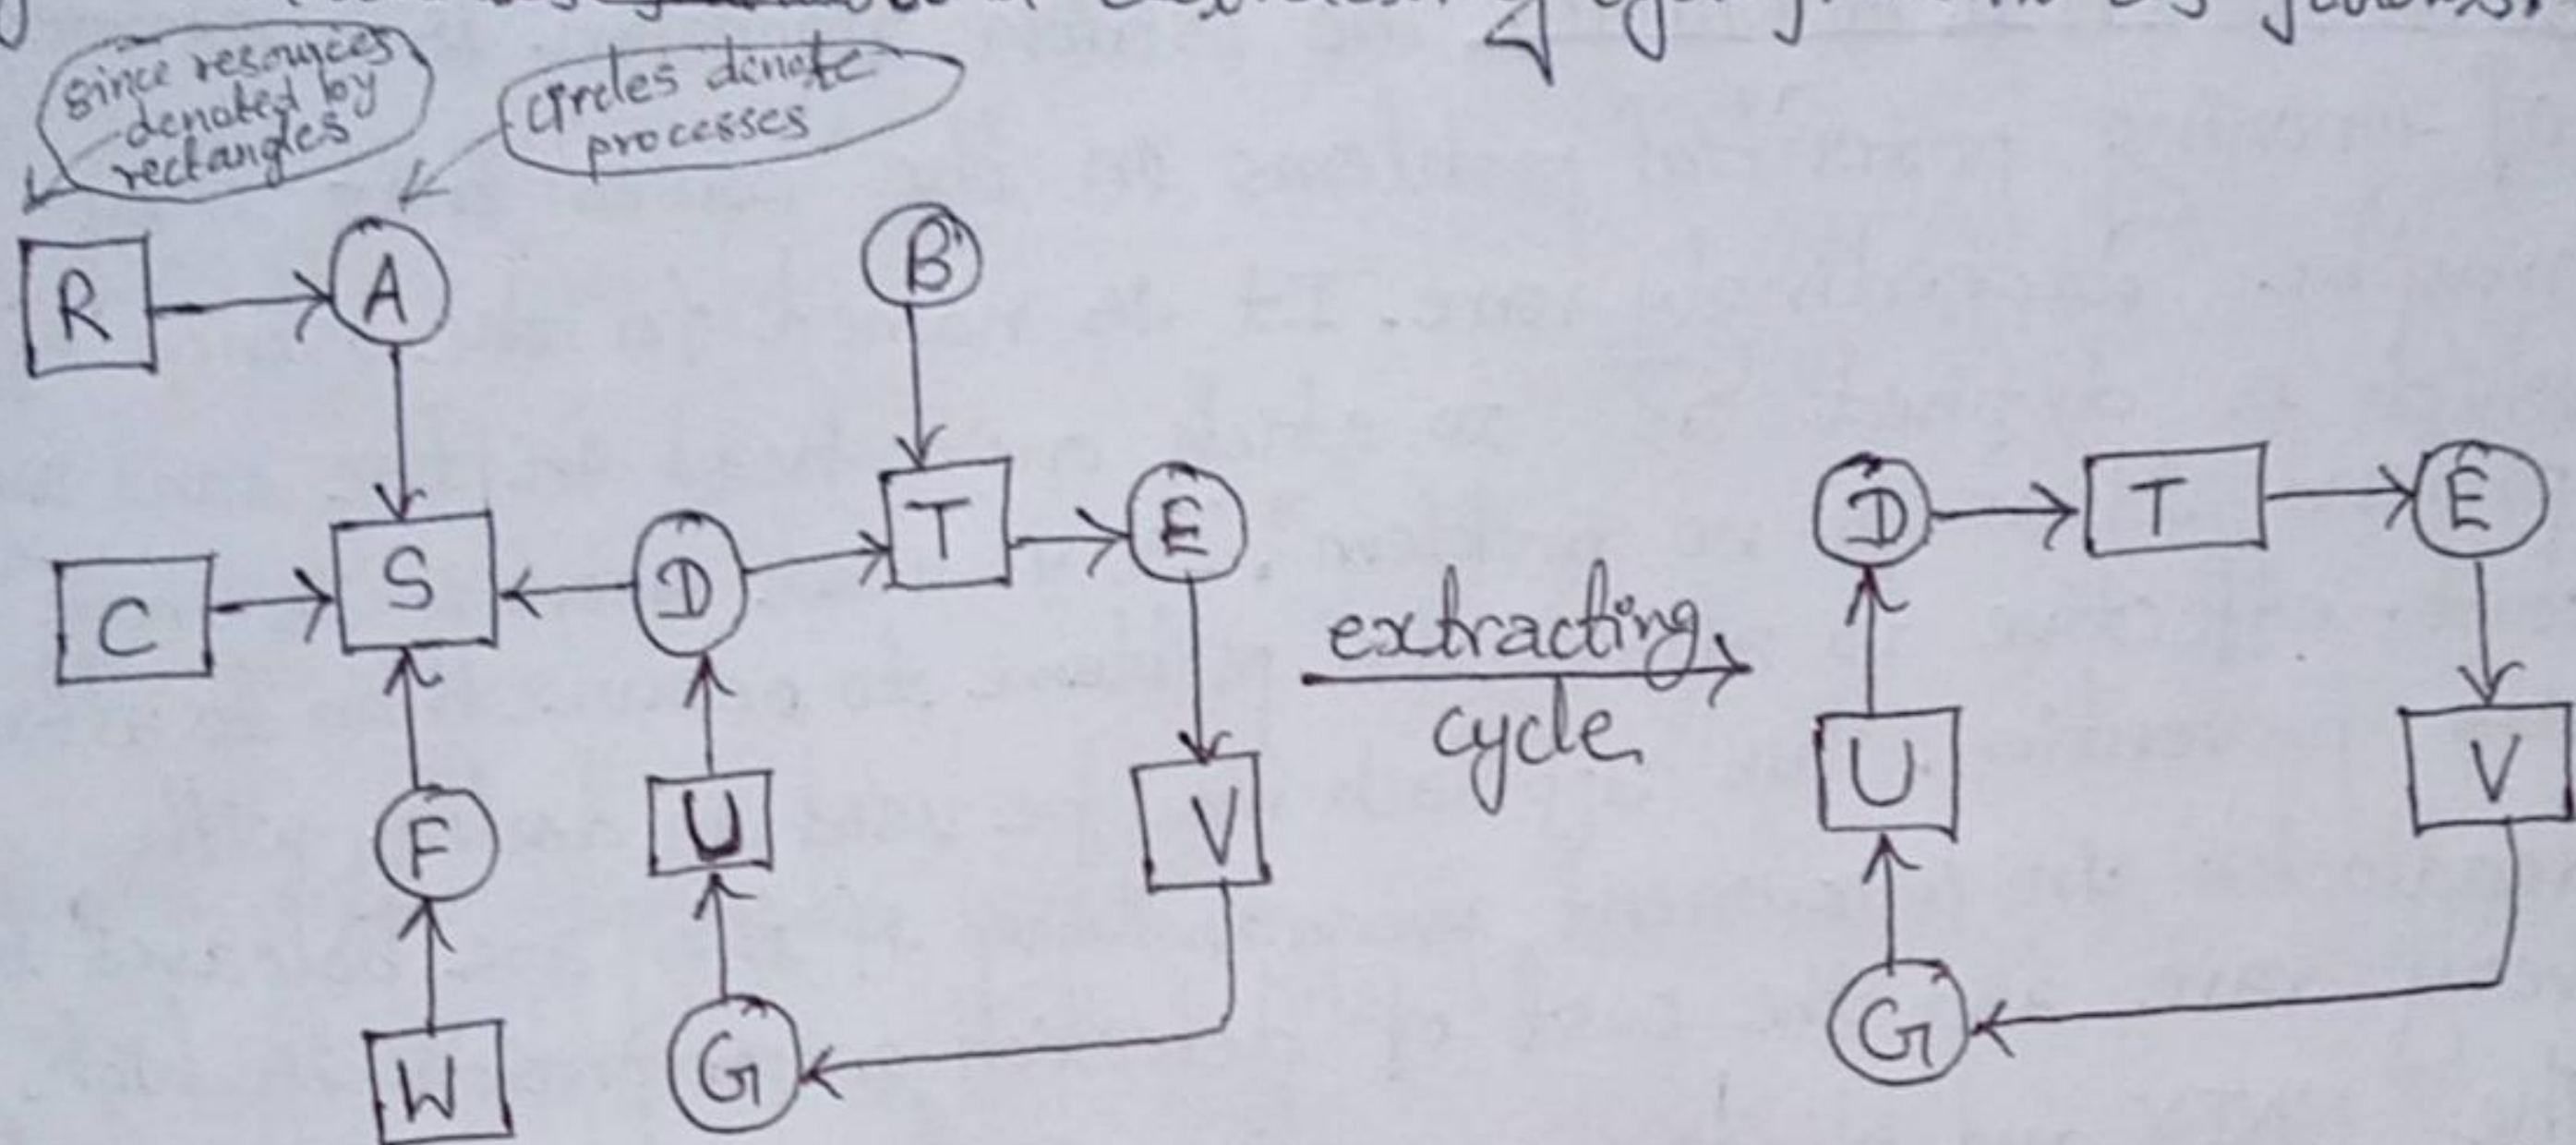 since resources
denoted by
rectangles
circles denote
processes
R
A
B
C
S
D
T
E
F
U
V
W
G
extracting
cycle
D
T
E
U
V
G